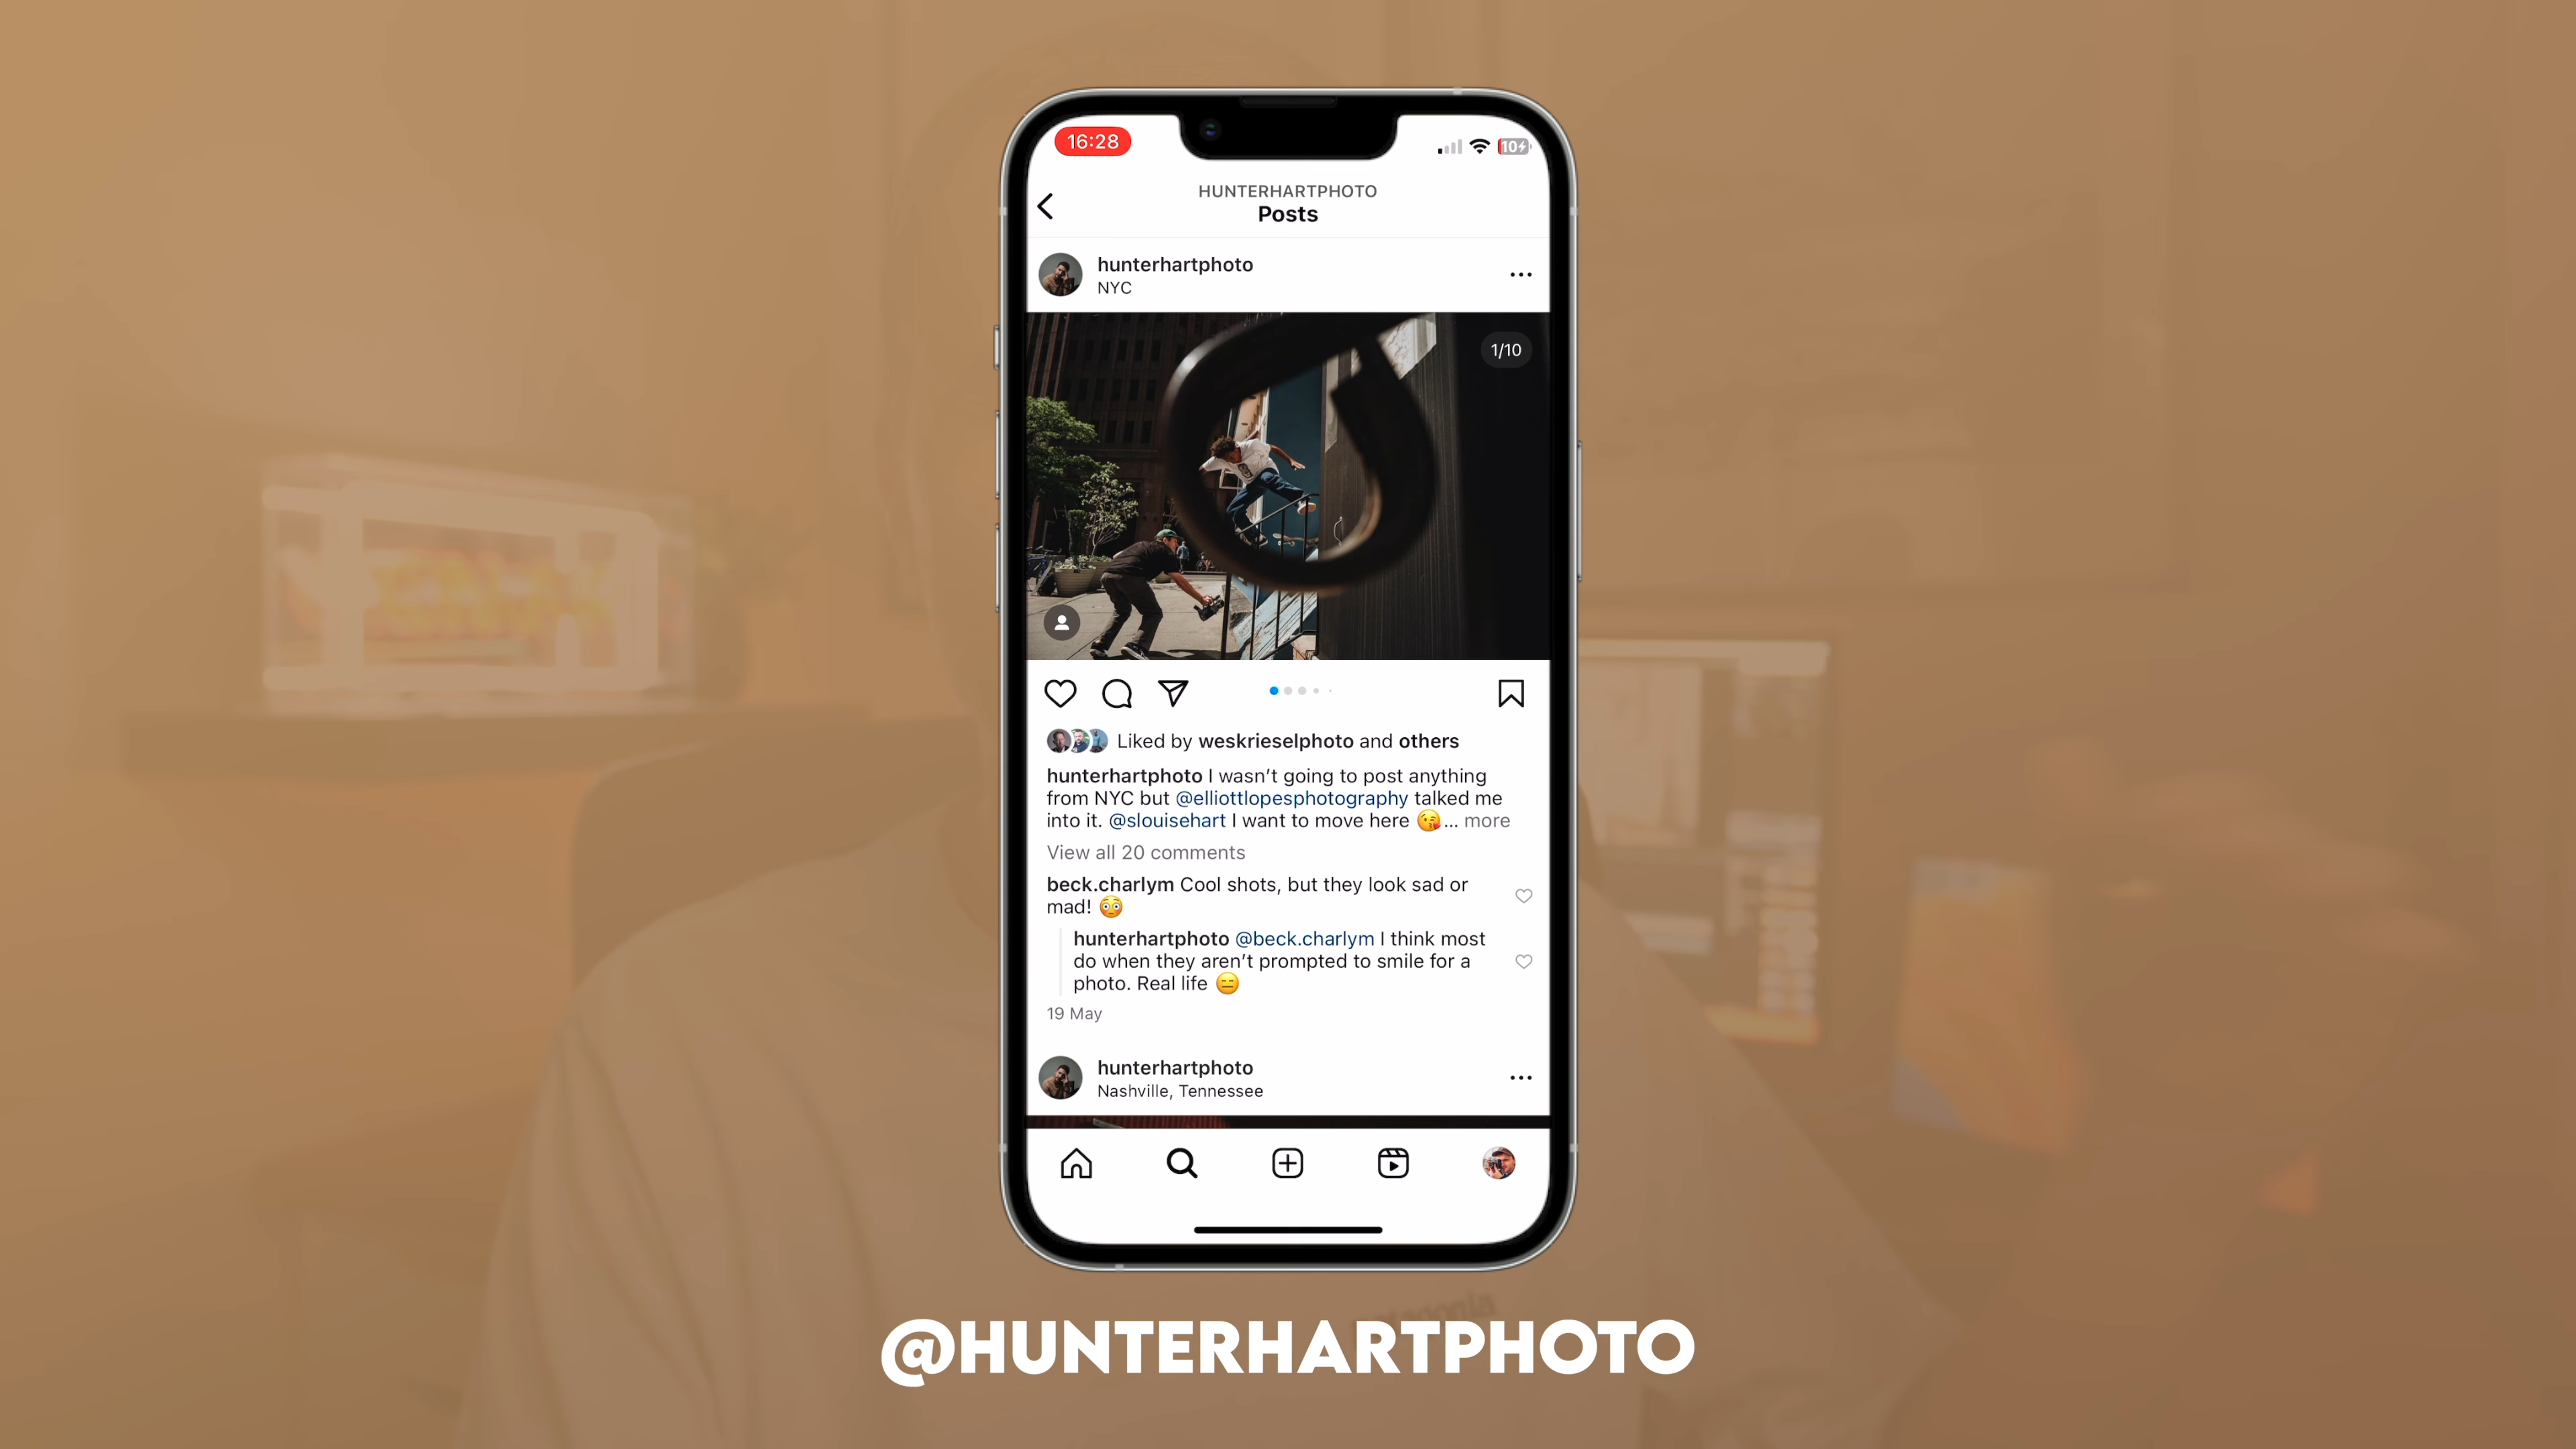 16:28
10
HUNTERHARTPHOTO
Posts
hunterhartphoto
NYC
1/10
Liked by weskrieselphoto and others
hunterhartphoto I wasn’t going to post anything
from NYC but @elliottlopesphotography talked me
into it. @slouisehart I want to move here 😘... more
View all 20 comments
beck.charlym Cool shots, but they look sad or
mad! 😳
hunterhartphoto @beck.charlym I think most
do when they aren’t prompted to smile for a
photo. Real life 😑
19 May
hunterhartphoto
Nashville, Tennessee
@HUNTERHARTPHOTO